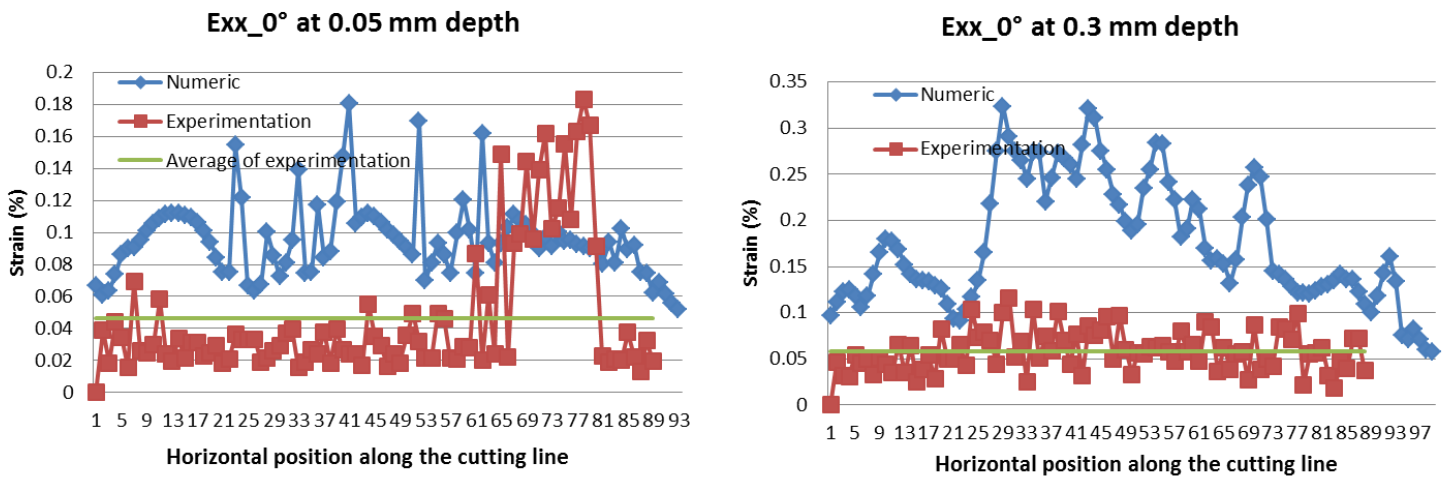 Exx_0° at 0.05 mm depth
0.2
0.18
0.16
0.14
0.12
0.1
0.08
0.06
0.04
0.02
0
Strain (%)
Numeric
Experimentation
Average of experimentation
1 5 9 13 17 21 25 29 33 37 41 45 49 53 57 61 65 69 73 77 81 85 89 93
Horizontal position along the cutting line
Exx_0° at 0.3 mm depth
0.35
0.3
0.25
0.2
0.15
0.1
0.05
0
Strain (%)
Numeric
Experimentation
1 5 9 13 17 21 25 29 33 37 41 45 49 53 57 61 65 69 73 77 81 85 89 93 97
Horizontal position along the cutting line